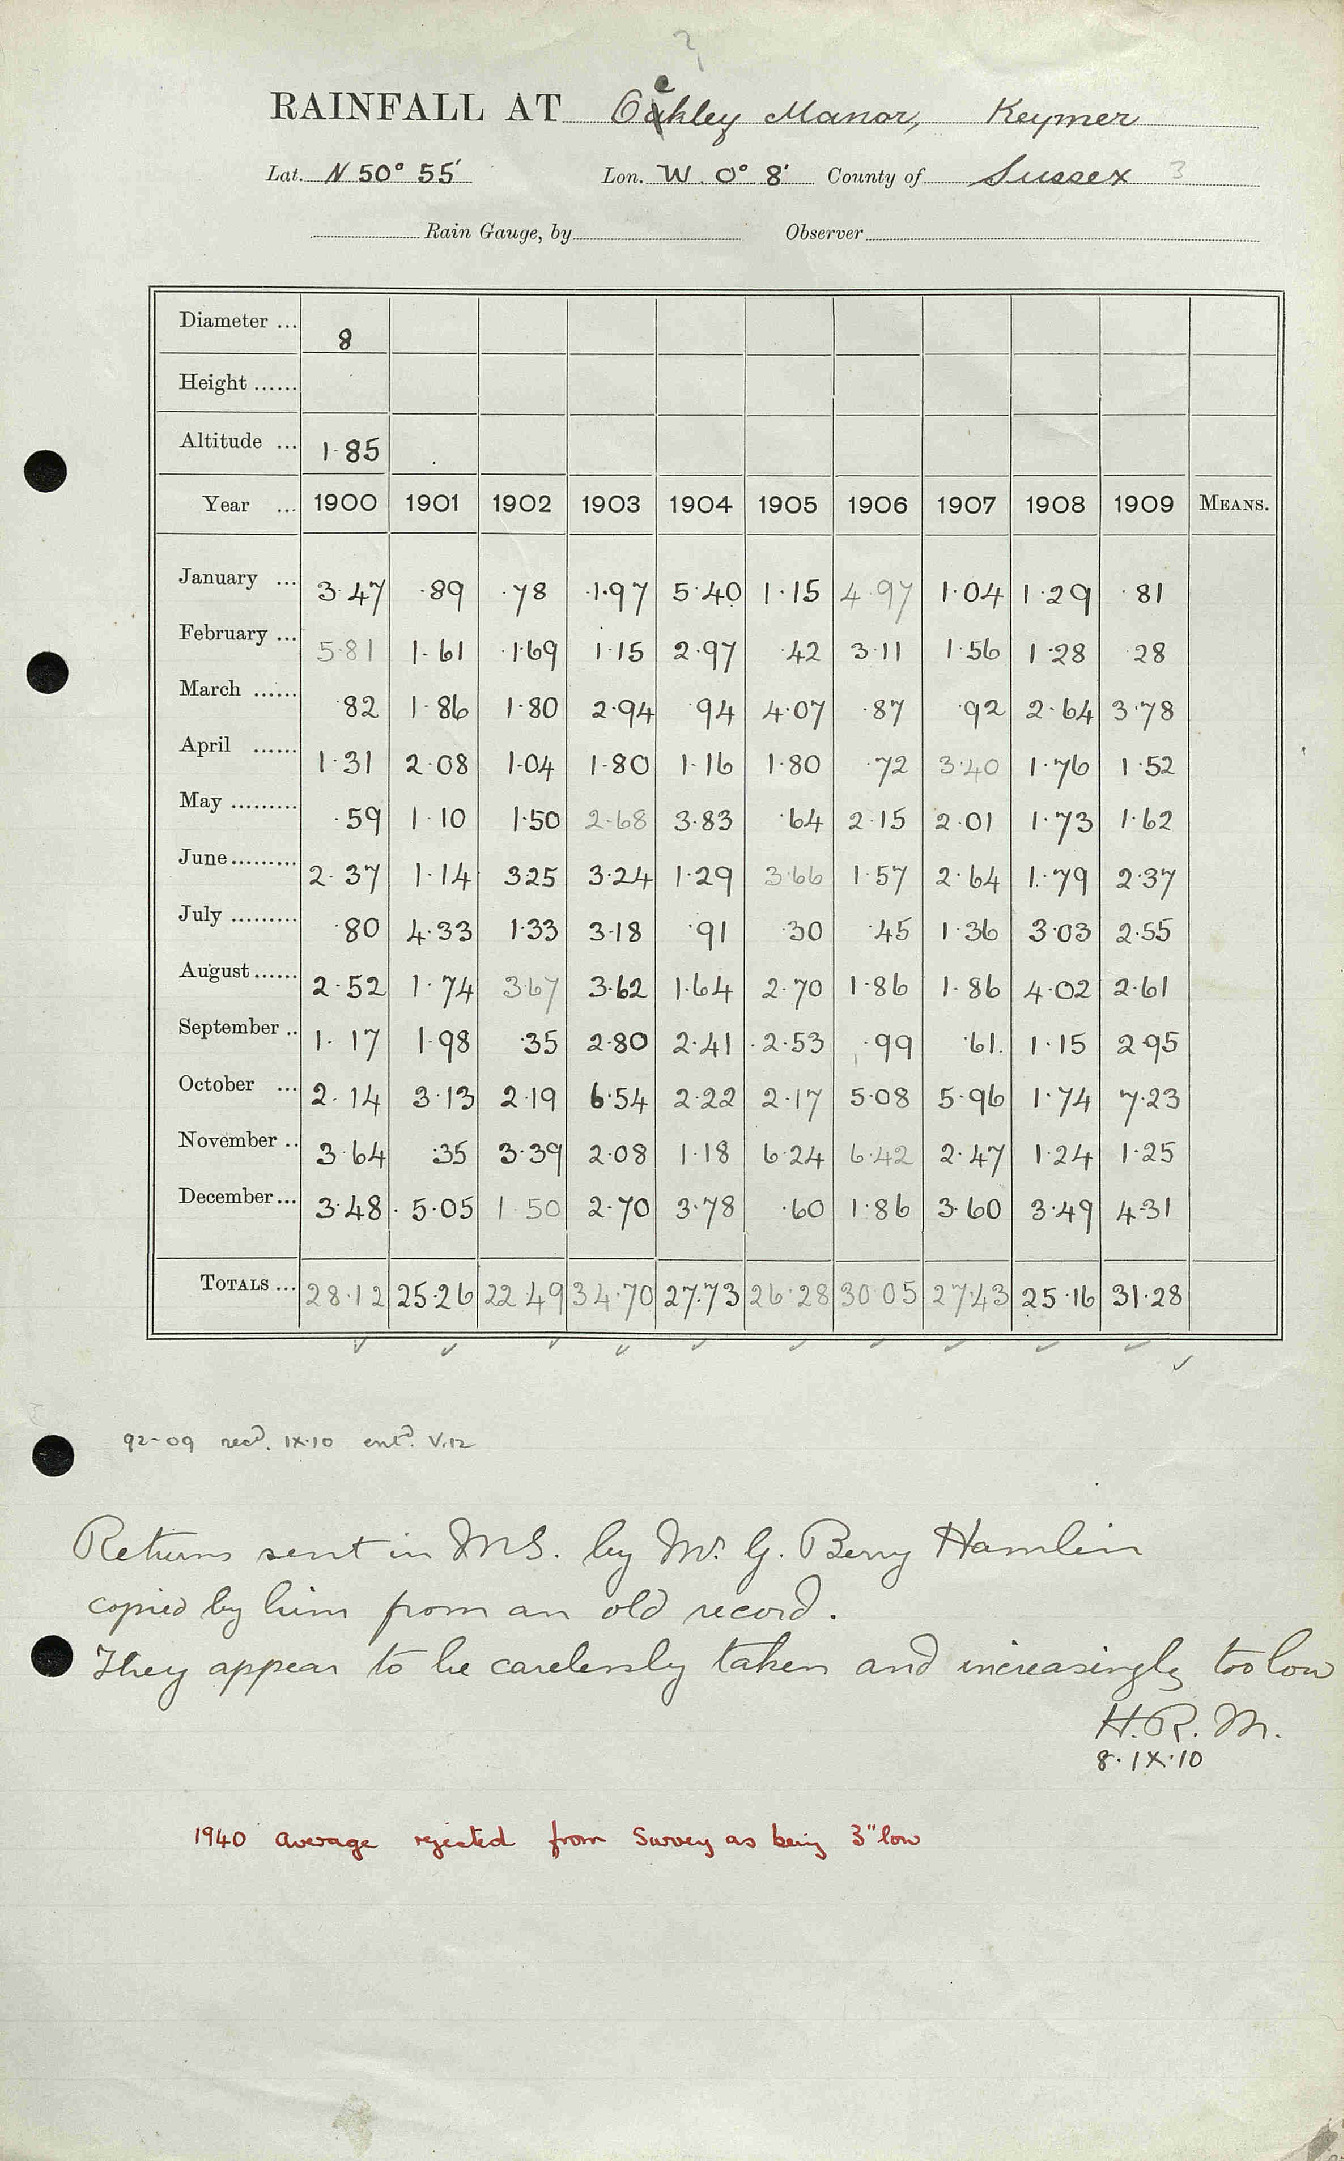 ?
RAINFALL AT Oekley Manor, Keymer
Lat. N 50° 55' Lon. W 0° 8' County of Sussex 3
Rain Gauge, by Observer
Diameter ... 8
Height ......
Altitude ... 1·85
Year ... 1900 1901 1902 1903 1904 1905 1906 1907 1908 1909 MEANS.
January ... 3·47 ·89 ·78 1·97 5·40 1·15 4·97 1·04 1·29 ·81
February ... 5·81 1·61 1·69 1·15 2·97 ·42 3·11 1·56 1·28 ·28
March ...... ·82 1·86 1·80 2·94 ·94 4·07 ·87 ·92 2·64 3·78
April ...... 1·31 2·08 1·04 1·80 1·16 1·80 ·72 3·40 1·76 1·52
May ......... ·59 1·10 1·50 2·68 3·83 ·64 2·15 2·01 1·73 1·62
June......... 2·37 1·14 325 3·24 1·29 3·66 1·57 2·64 1·79 2·37
July ......... ·80 4·33 1·33 3·18 ·91 ·30 ·45 1·36 3·03 2·55
August...... 2·52 1·74 3·67 3·62 1·64 2·70 1·86 1·86 4·02 2·61
September .. 1·17 1·98 ·35 2·80 2·41 2·53 ·99 ·61 1·15 2·95
October ... 2·14 3·13 2·19 6·54 2·22 2·17 5·08 5·96 1·74 7·23
November .. 3·64 ·35 3·39 2·08 1·18 6·24 6·42 2·47 1·24 1·25
December... 3·48 5·05 1·50 2·70 3·78 ·60 1·86 3·60 3·49 4·31
TOTALS ... 28·12 25·26 22·49 34·70 27·73 26·28 30·05 27·43 25·16 31·28
92-09 recd. IX·10 entd. V.12
Returns sent in MS. by Mr. G. Berry Hamlin
copied by him from an old record.
They appear to be carelessly taken and increasingly too low
H.R.M.
8·IX·10
1940 average rejected from Survey as being 3" low